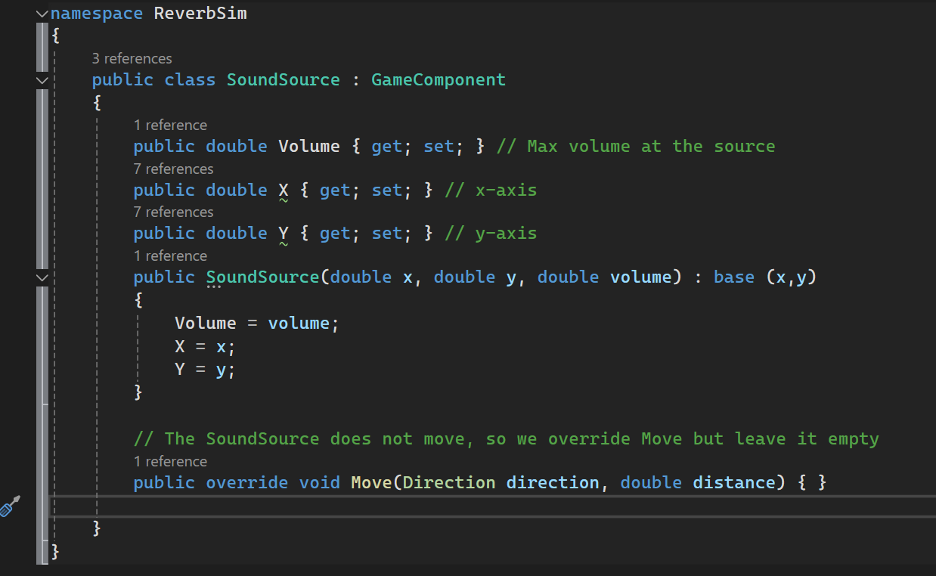 namespace ReverbSim
{
3 references
public class SoundSource : GameComponent
{
1 reference
public double Volume { get; set; } // Max volume at the source
7 references
public double X { get; set; } // x-axis
7 references
public double Y { get; set; } // y-axis
1 reference
public SoundSource(double x, double y, double volume) : base (x,y)
{
Volume = volume;
X = x;
Y = y;
}
// The SoundSource does not move, so we override Move but leave it empty
1 reference
public override void Move(Direction direction, double distance) { }
}
}